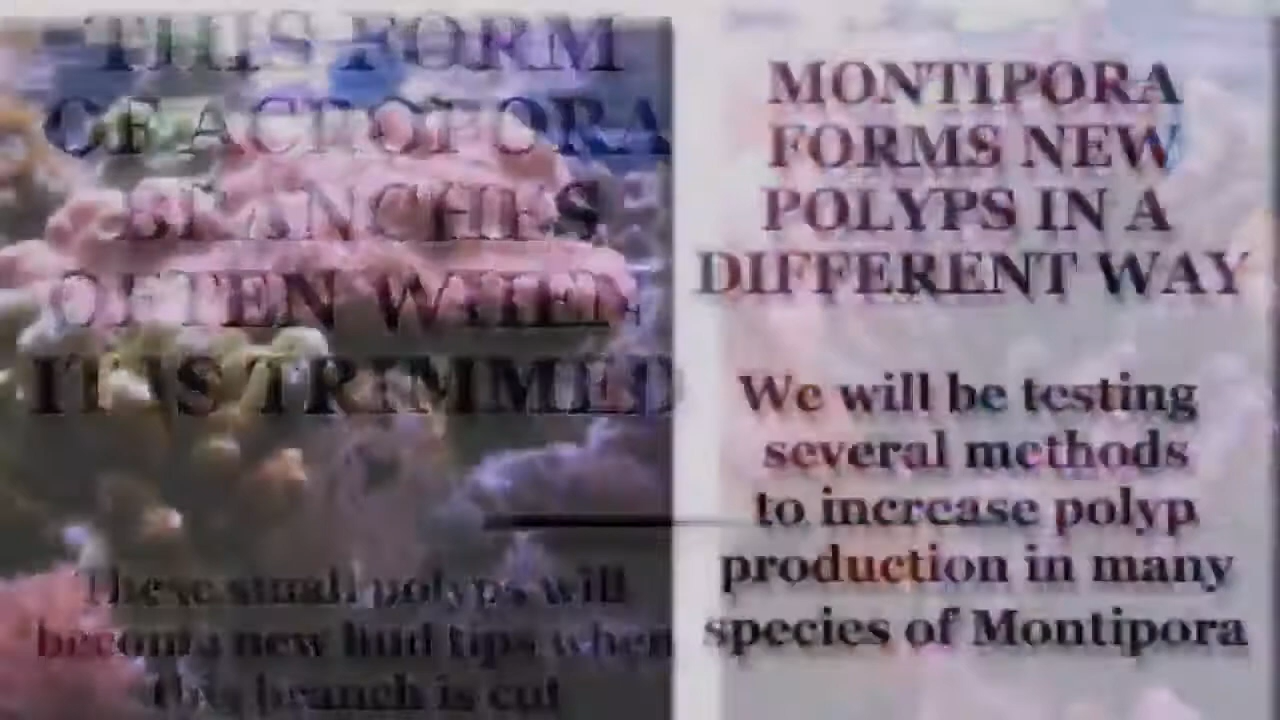 THIS FORM
OF ACROPORA
BRANCHES
OFTEN WHEN
IT IS TRIMMED
These small polyps will
become new bud tips when
this branch is cut
MONTIPORA
FORMS NEW
POLYPS IN A
DIFFERENT WAY
We will be testing
several methods
to increase polyp
production in many
species of Montipora